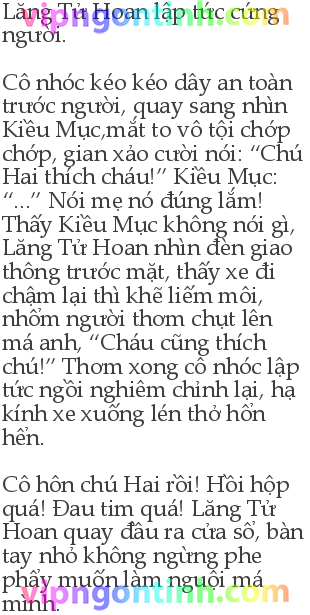 Lăng Tử Hoan lập tức cứng
vipngontinh.com
người.
Cô nhóc kéo kéo dây an toàn
trước người, quay sang nhìn
Kiều Mục,mắt to vô tội chớp
chớp, gian xảo cười nói: “Chú
Hai thích cháu!” Kiều Mục:
“...” Nói mẹ nó đúng lắm!
Thấy Kiều Mục không nói gì,
Lăng Tử Hoan nhìn đèn giao
thông trước mặt, thấy xe đi
chậm lại thì khẽ liếm môi,
nhổm người thơm chụt lên
má anh, “Cháu cũng thích
chú!” Thơm xong cô nhóc lập
tức ngồi nghiêm chỉnh lại, hạ
kính xe xuống lén thở hổn
hển.
Cô hôn chú Hai rồi! Hồi hộp
quá! Đau tim quá! Lăng Tử
Hoan quay đầu ra cửa sổ, bàn
tay nhỏ không ngừng phe
phẩy muốn làm nguội má
vipngontinh.com
mình.